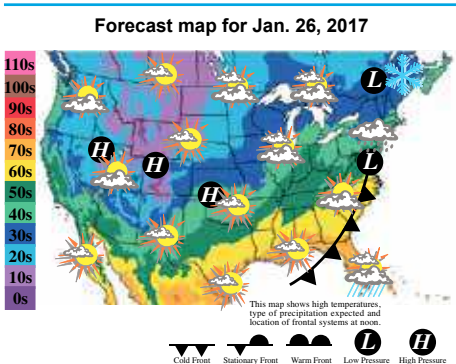 Forecast map for Jan. 26, 2017
110s
100s
90s
80s
70s
60s
50s
40s
30s
20s
10s
0s
L
H
H
L
H
This map shows high temperatures,
type of precipitation expected and
location of frontal systems at noon.
L
H
Cold Front
Stationary Front
Warm Front
Low Pressure
High Pressure